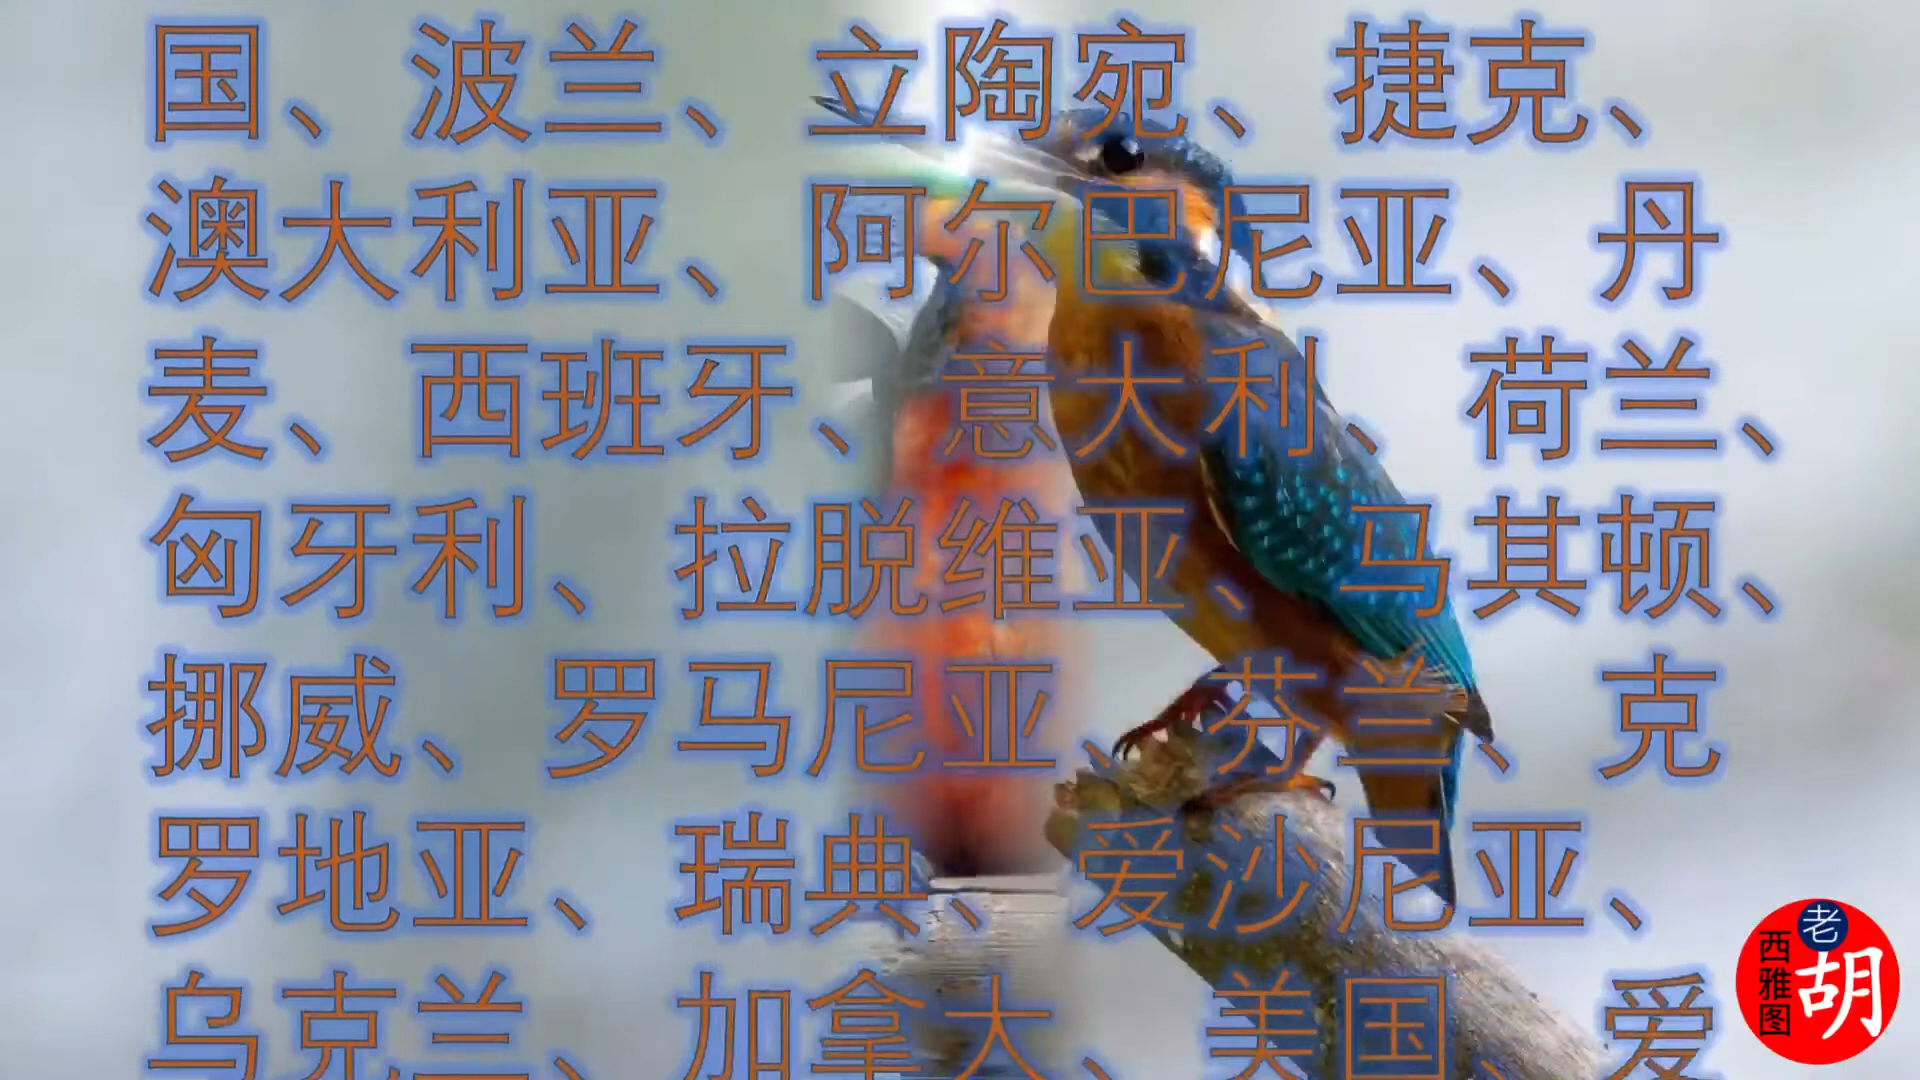 国、波兰、立陶宛、捷克、
澳大利亚、阿尔巴尼亚、丹
麦、西班牙、意大利、荷兰、
匈牙利、拉脱维亚、马其顿、
挪威、罗马尼亚、芬兰、克
罗地亚、瑞典、爱沙尼亚、
乌克兰、加拿大、美国、爱
老胡
西雅图